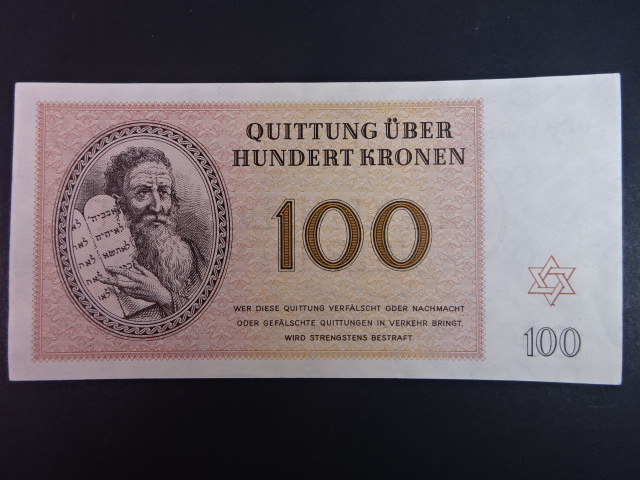 QUITTUNG ÜBER
HUNDERT KRONEN
100
WER DIESE QUITTUNG VERFÄLSCHT ODER NACHMACHT
ODER GEFÄLSCHTE QUITTUNGEN IN VERKEHR BRINGT,
WIRD STRENGSTENS BESTRAFT.
100